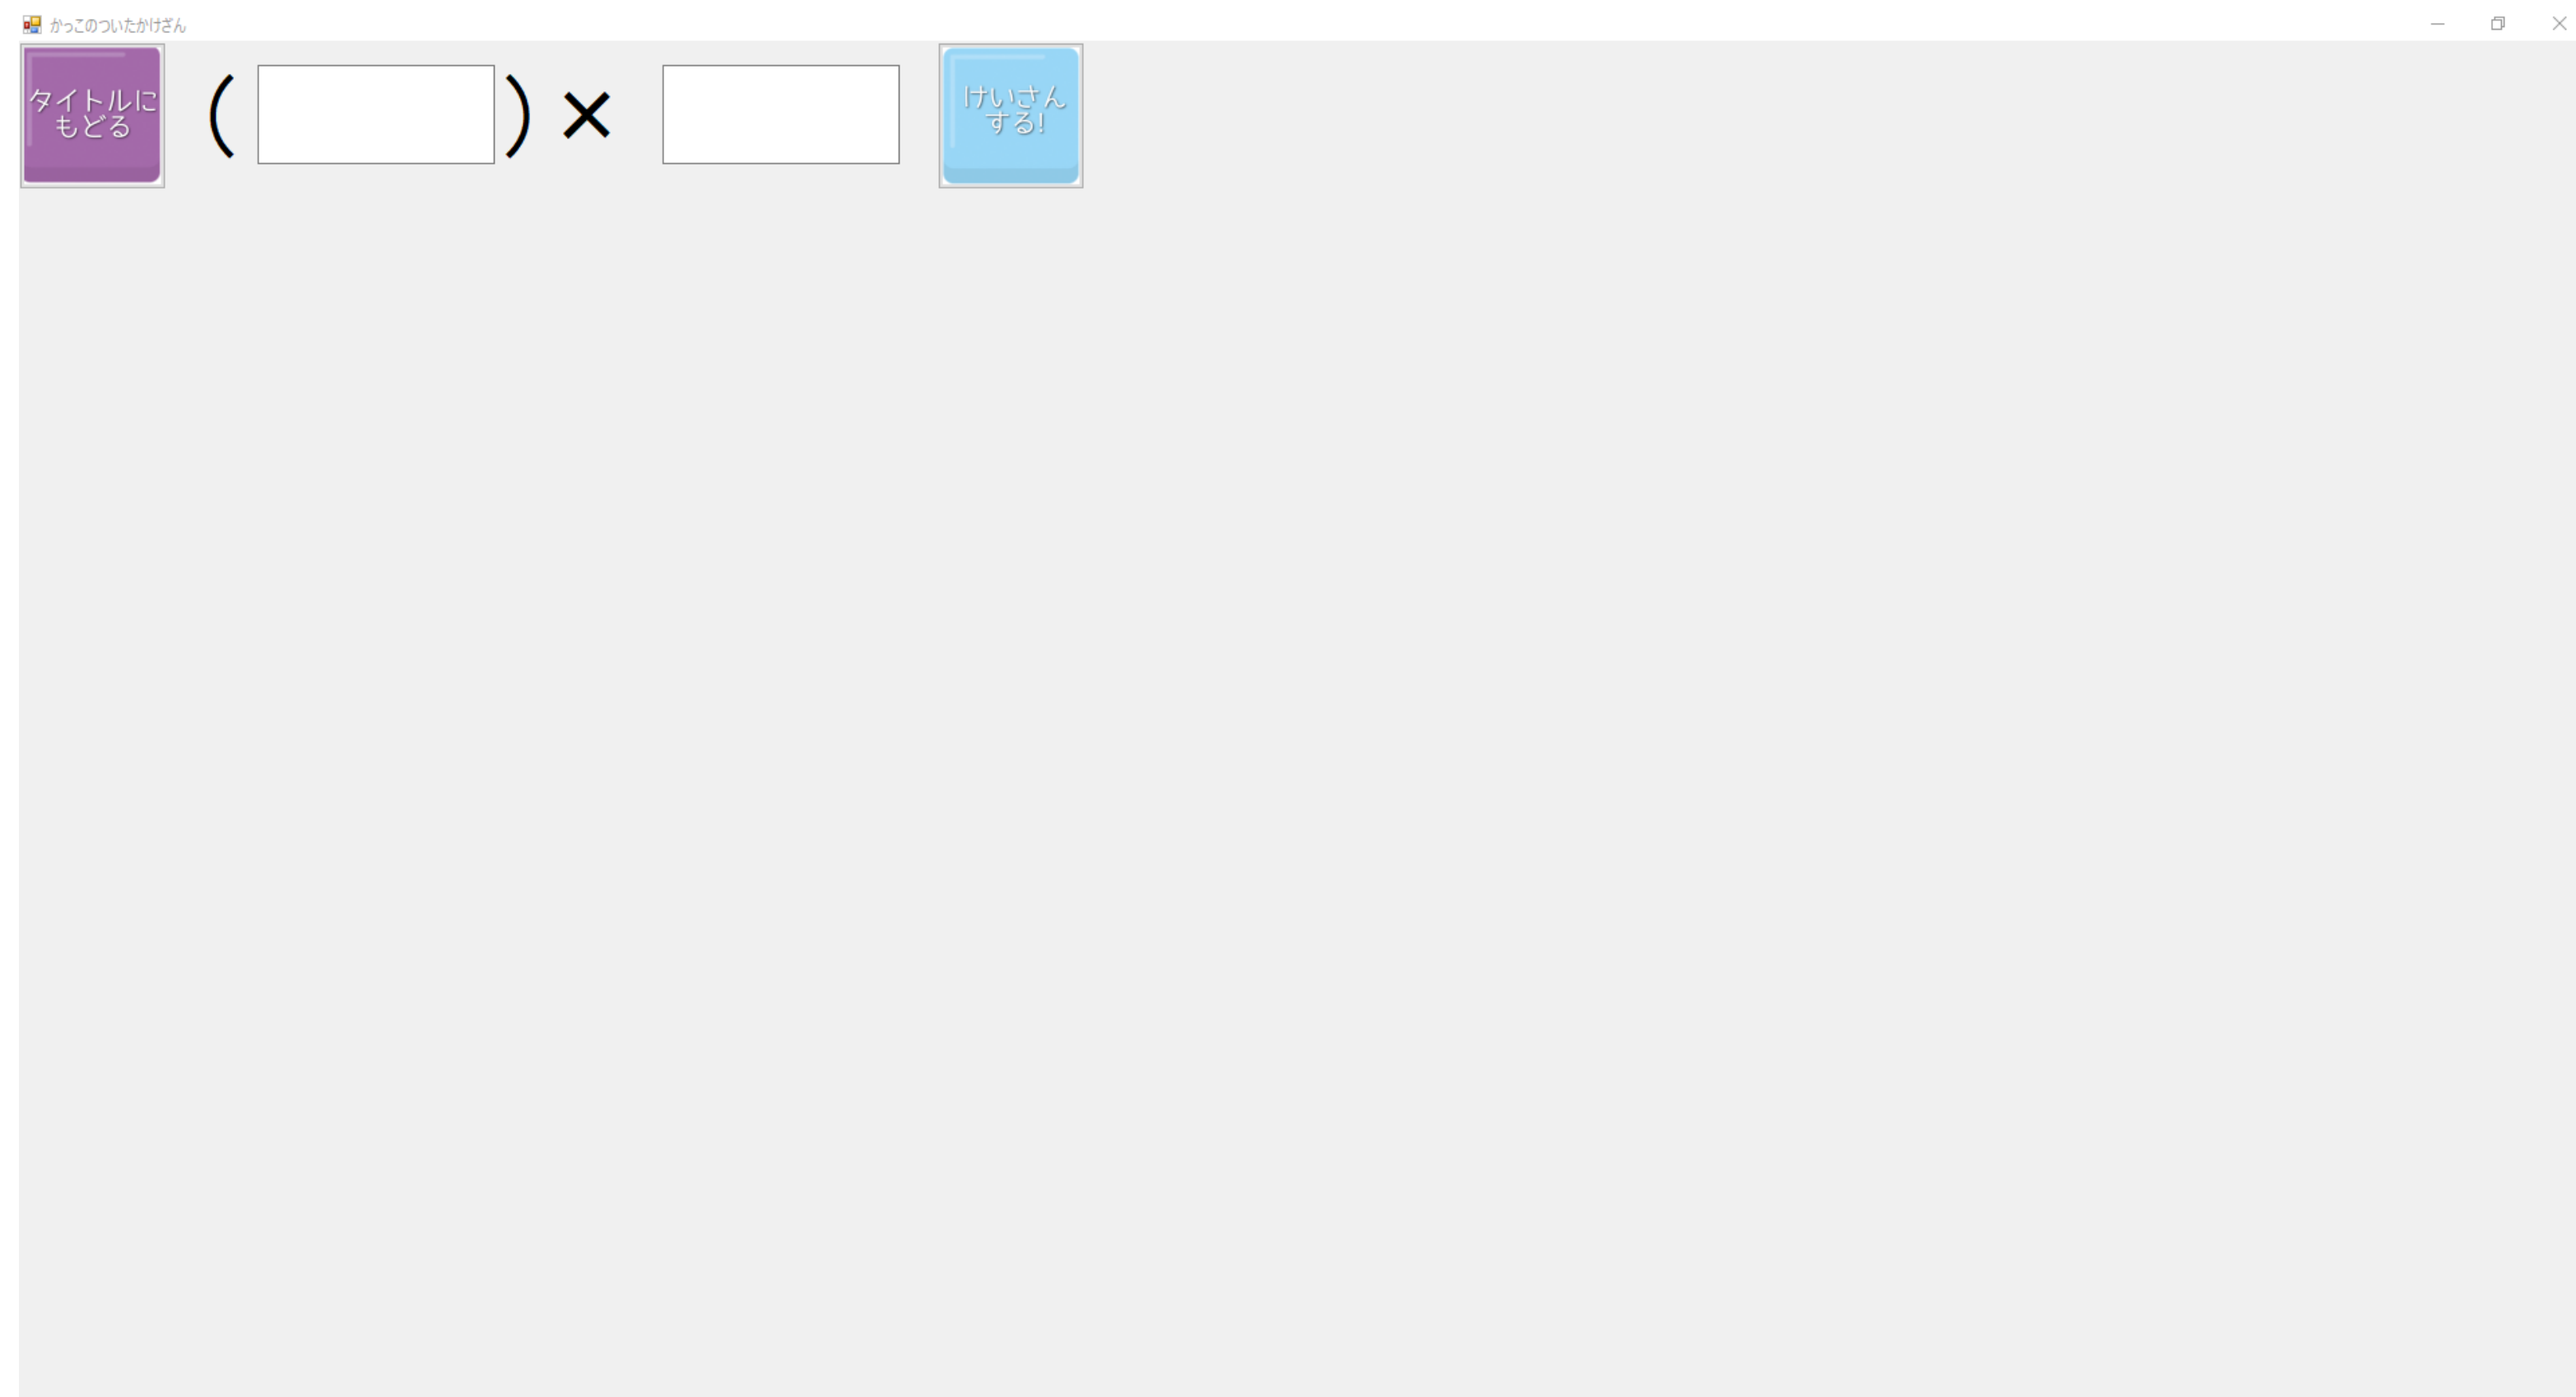 かっこのついたかけざん
タイトルに
もどる
( ) ×
けいさん
する!